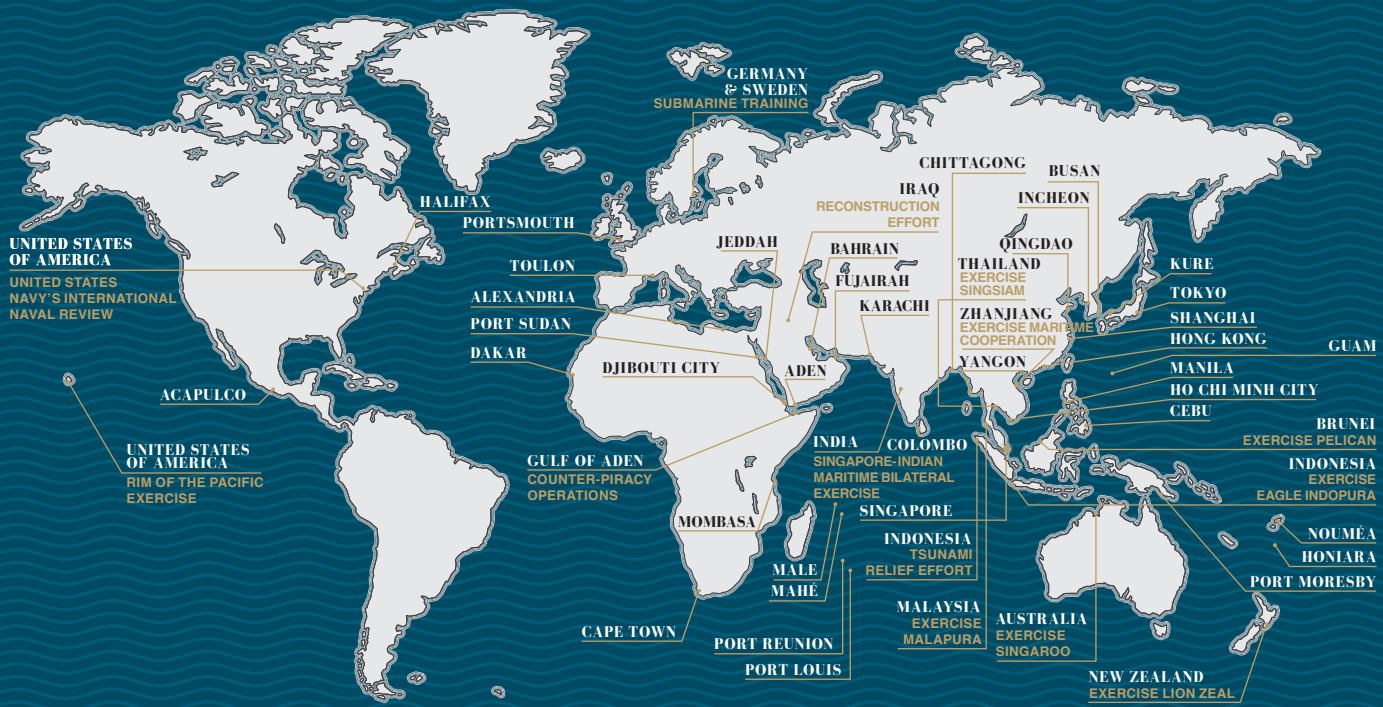 GERMANY
& SWEDEN
SUBMARINE TRAINING
CHITTAGONG
BUSAN
IRAQ
RECONSTRUCTION
EFFORT
INCHEON
HALIFAX
PORTSMOUTH
UNITED STATES
OF AMERICA
UNITED STATES
NAVY'S INTERNATIONAL
NAVAL REVIEW
JEDDAH
BAHRAIN
QINGDAO
THAILAND
EXERCISE
SINGSIAM
KURE
TOULON
FUJAIRAH
TOKYO
ALEXANDRIA
KARACHI
ZHANJIANG
EXERCISE MARITIME
COOPERATION
SHANGHAI
PORT SUDAN
HONG KONG
GUAM
DAKAR
DJIBOUTI CITY
ADEN
YANGON
MANILA
ACAPULCO
HO CHI MINH CITY
CEBU
BRUNEI
EXERCISE PELICAN
UNITED STATES
OF AMERICA
RIM OF THE PACIFIC
EXERCISE
GULF OF ADEN
COUNTER-PIRACY
OPERATIONS
INDIA
SINGAPORE-INDIAN
MARITIME BILATERAL
EXERCISE
COLOMBO
INDONESIA
EXERCISE
EAGLE INDOPURA
SINGAPORE
MOMBASA
INDONESIA
TSUNAMI
RELIEF EFFORT
NOUMÉA
HONIARA
PORT MORESBY
MALE
MAHÉ
MALAYSIA
EXERCISE
MALAPURA
AUSTRALIA
EXERCISE
SINGAROO
CAPE TOWN
PORT REUNION
PORT LOUIS
NEW ZEALAND
EXERCISE LION ZEAL